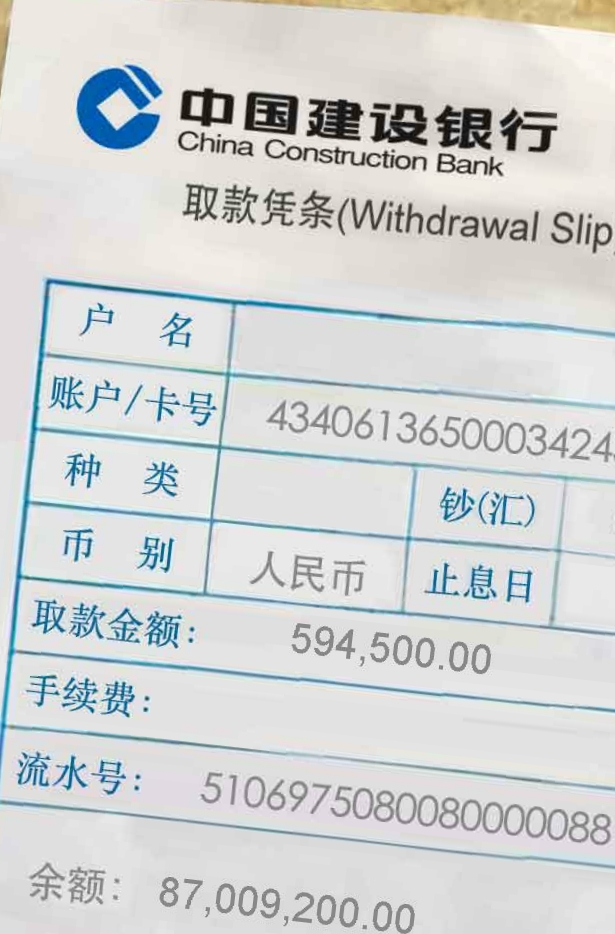 中国建设银行
China Construction Bank
取款凭条(Withdrawal Slip
户 名
账户/卡号 4340613650003424
种 类 钞(汇)
币 别 人民币 止息日
取款金额: 594,500.00
手续费:
流水号: 5106975080080000088
余额: 87,009,200.00